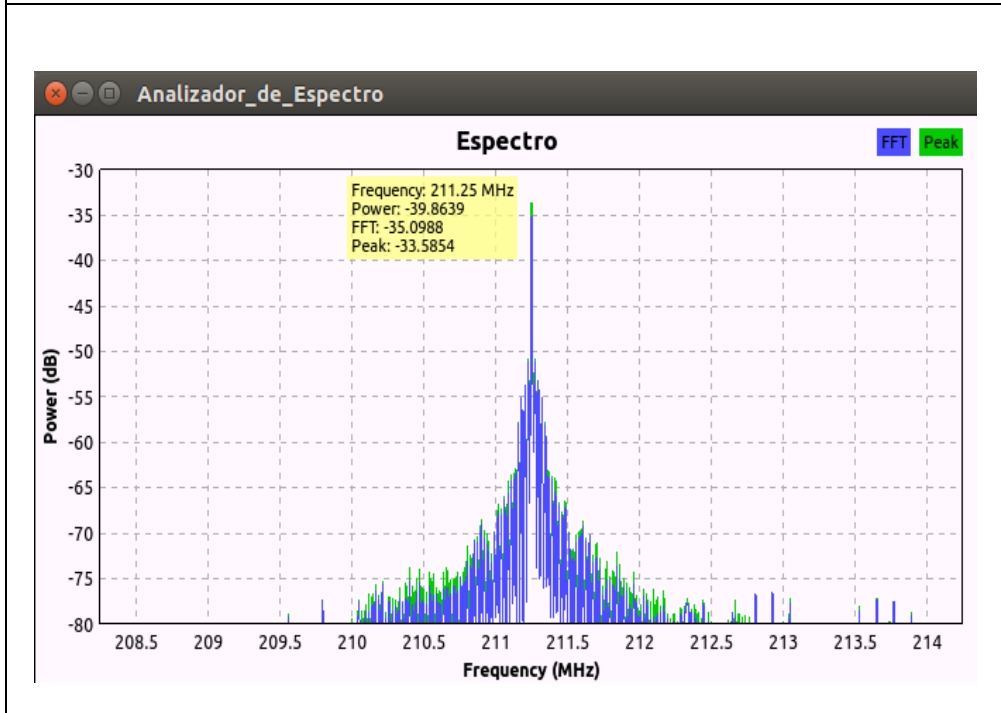 Analizador_de_Espectro
Espectro
FFT Peak
Frequency: 211.25 MHz
Power: -39.8639
FFT: -35.0988
Peak: -33.5854
Power (dB)
-30
-35
-40
-45
-50
-55
-60
-65
-70
-75
-80
208.5 209 209.5 210 210.5 211 211.5 212 212.5 213 213.5 214
Frequency (MHz)